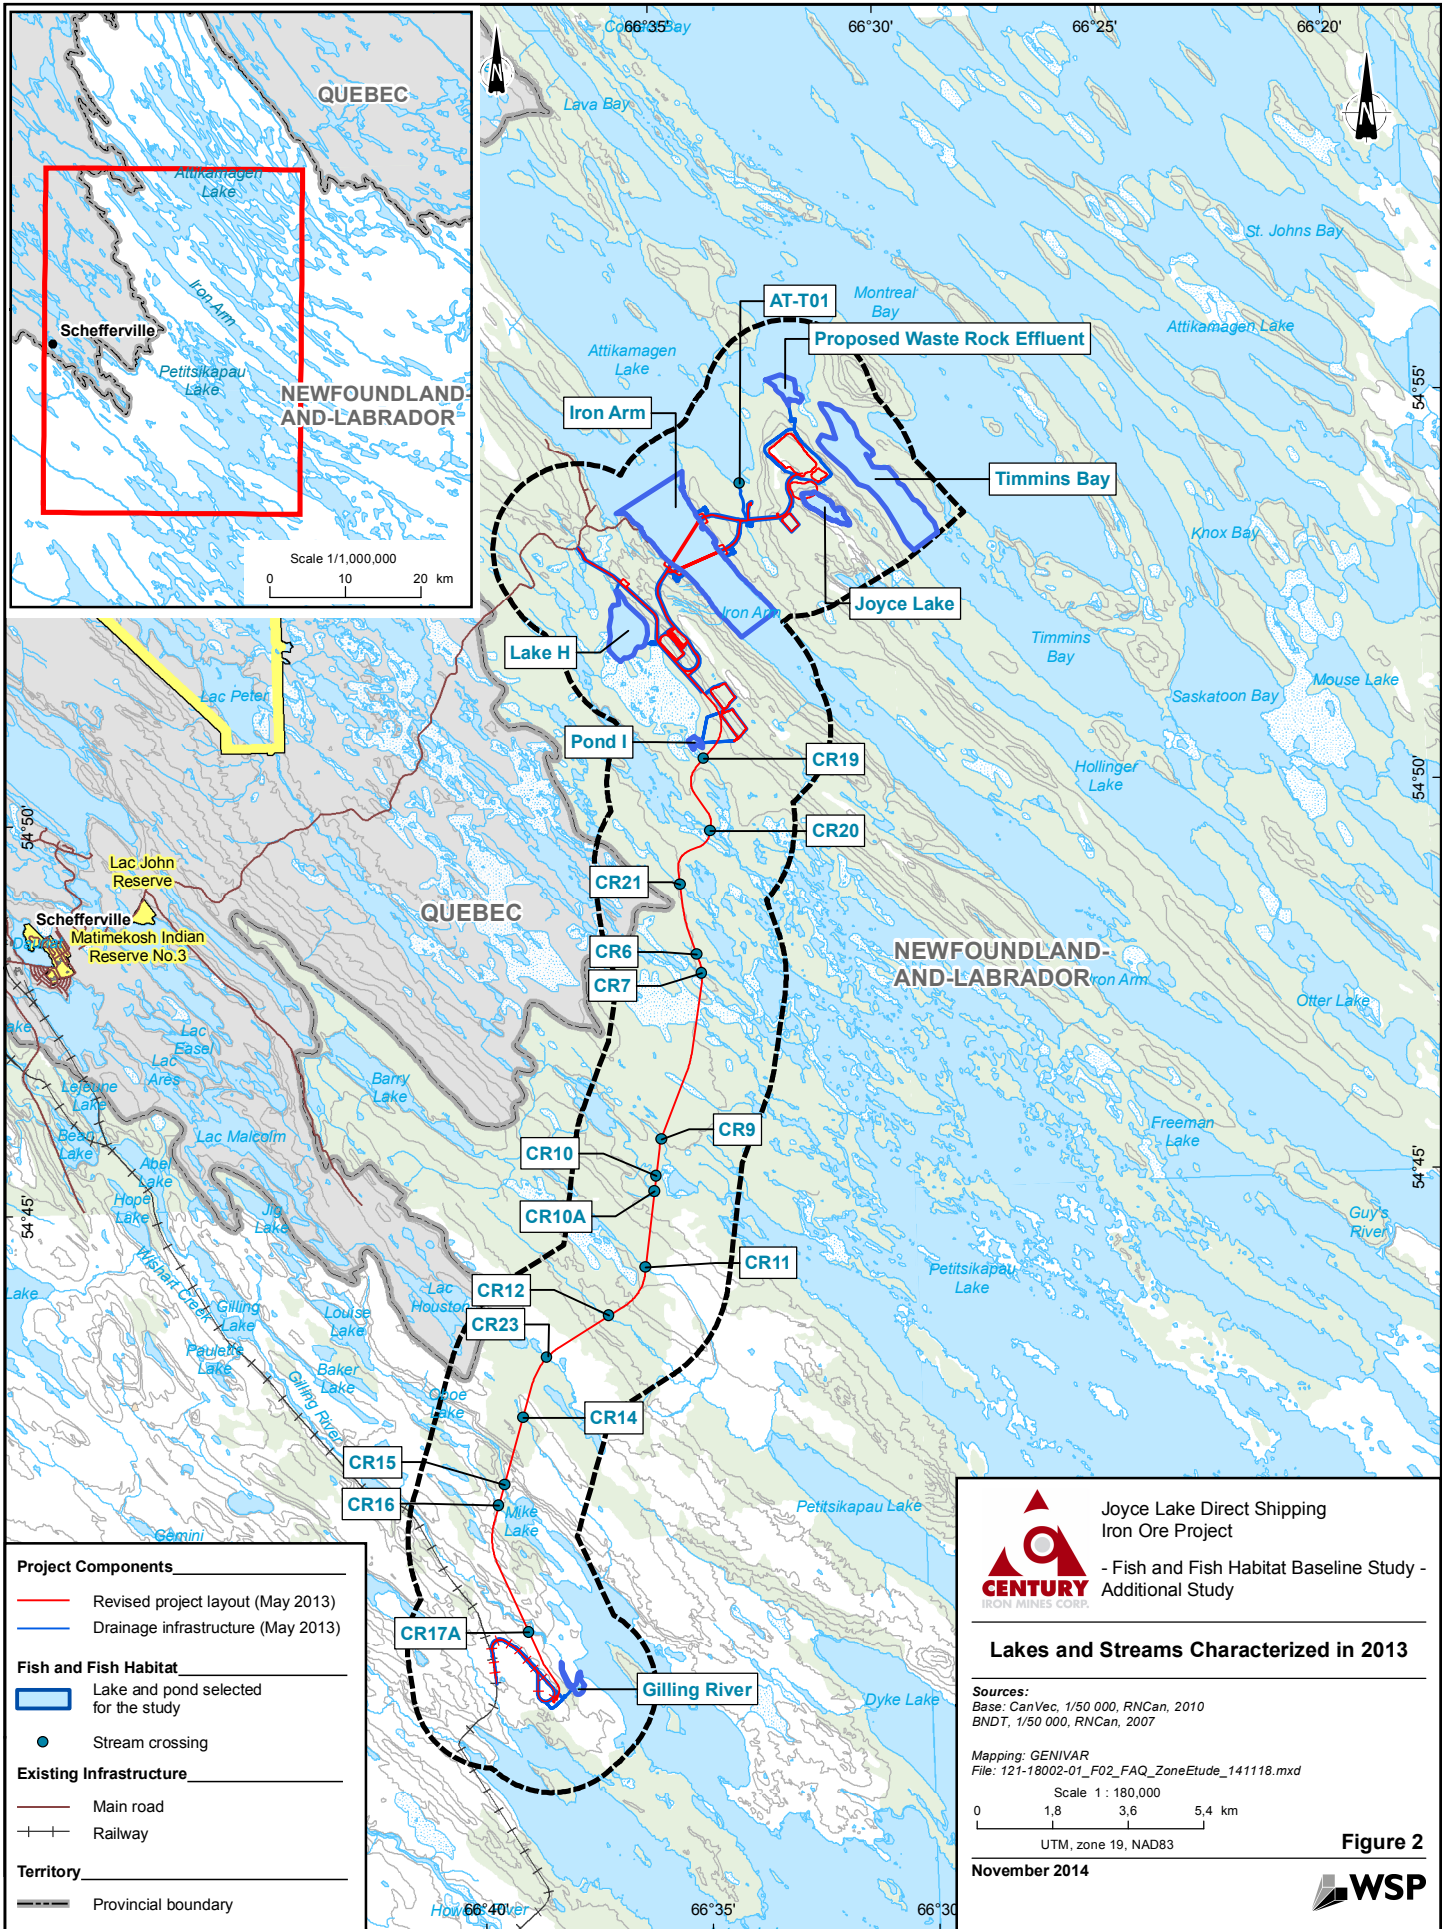 66°35'
66°30'
66°25'
66°20'
QUEBEC
Attikamagen
Lake
Iron Arm
Schefferville
Petitsikapau
Lake
NEWFOUNDLAND-
AND-LABRADOR
Scale 1/1,000,000
0 10 20 km
N
N
Lava Bay
St. Johns Bay
Attikamagen Lake
Montreal
Bay
AT-T01
Proposed Waste Rock Effluent
Attikamagen
Lake
Iron Arm
54°55'
Timmins Bay
Knox Bay
Joyce Lake
Iron Arm
Lake H
Timmins
Bay
Mouse Lake
Saskatoon Bay
Lac Peter
Pond I
CR19
Hollinger
Lake
54°50'
54°50'
CR20
Lac John
Reserve
CR21
Schefferville
QUEBEC
Matimekosh Indian
Reserve No.3
CR6
CR7
NEWFOUNDLAND-
AND-LABRADOR
Iron Arm
Otter Lake
Lac
Easel
Lac
Arès
Lejeune
Lake
Barry
Lake
Bean
Lake
Lac Malcolm
Abel
Lake
Hope
Lake
Jig
Lake
Freeman
Lake
CR9
CR10
CR10A
54°45'
54°45'
Guy's
River
Wishart Creek
CR11
Petitsikapau
Lake
Lac
Houston
CR12
CR23
Lake
Gilling
Lake
Louise
Lake
Paulette
Lake
Baker
Lake
Gilling River
Oboe
Lake
CR14
CR15
CR16
Mike
Lake
Petitsikapau Lake
Gemini
CR17A
Gilling River
Dyke Lake
66°40'
66°35'
66°30'
Project Components
Revised project layout (May 2013)
Drainage infrastructure (May 2013)
Fish and Fish Habitat
Lake and pond selected
for the study
Stream crossing
Existing Infrastructure
Main road
Railway
Territory
Provincial boundary
CENTURY
IRON MINES CORP.
Joyce Lake Direct Shipping
Iron Ore Project
- Fish and Fish Habitat Baseline Study -
Additional Study
Lakes and Streams Characterized in 2013
Sources:
Base: CanVec, 1/50 000, RNCan, 2010
BNDT, 1/50 000, RNCan, 2007
Mapping: GENIVAR
File: 121-18002-01_F02_FAQ_ZoneEtude_141118.mxd
Scale 1 : 180,000
0 1,8 3,6 5,4 km
UTM, zone 19, NAD83
Figure 2
November 2014
WSP